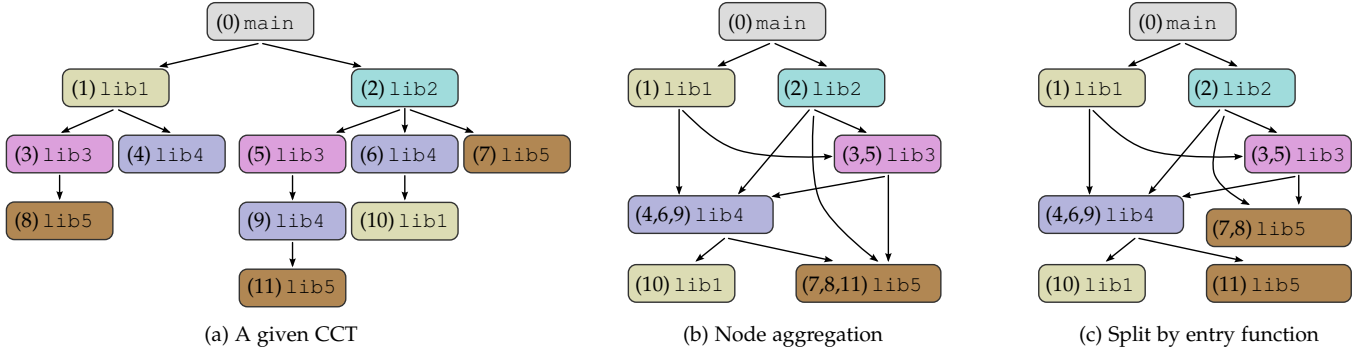 (0) main
(1) lib1
(2) lib2
(3) lib3
(4) lib4
(5) lib3
(6) lib4
(7) lib5
(8) lib5
(9) lib4
(10) lib1
(11) lib5
(a) A given CCT
(0) main
(1) lib1
(2) lib2
(3,5) lib3
(4,6,9) lib4
(10) lib1
(7,8,11) lib5
(b) Node aggregation
(0) main
(1) lib1
(2) lib2
(3,5) lib3
(4,6,9) lib4
(7,8) lib5
(10) lib1
(11) lib5
(c) Split by entry function